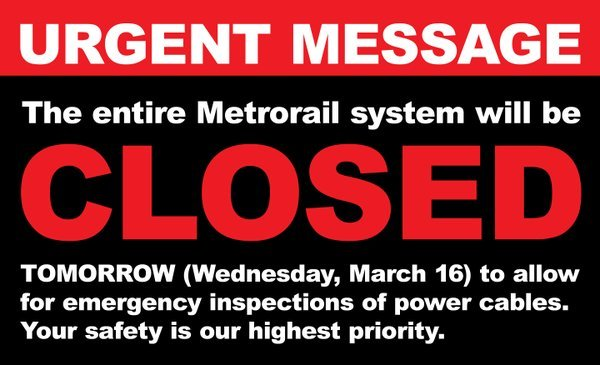 URGENT MESSAGE
The entire Metrorail system will be
CLOSED
TOMORROW (Wednesday, March 16) to allow
for emergency inspections of power cables.
Your safety is our highest priority.